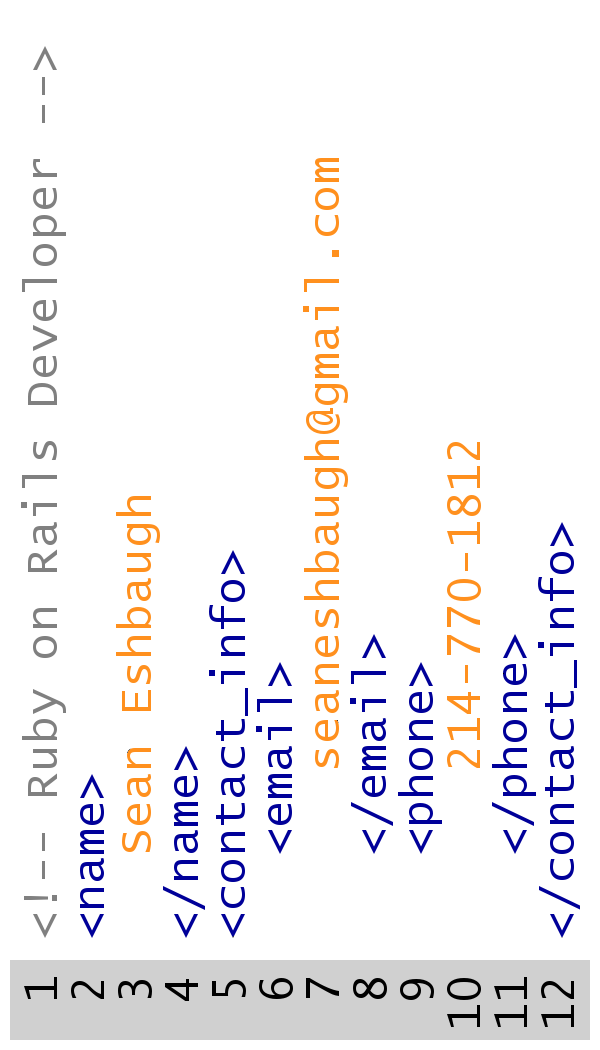 1 <!-- Ruby on Rails Developer -->
2 <name>
3 Sean Eshbaugh
4 </name>
5 <contact_info>
6 <email>
7 seaneshbaugh@gmail.com
8 </email>
9 <phone>
10 214-770-1812
11 </phone>
12 </contact_info>